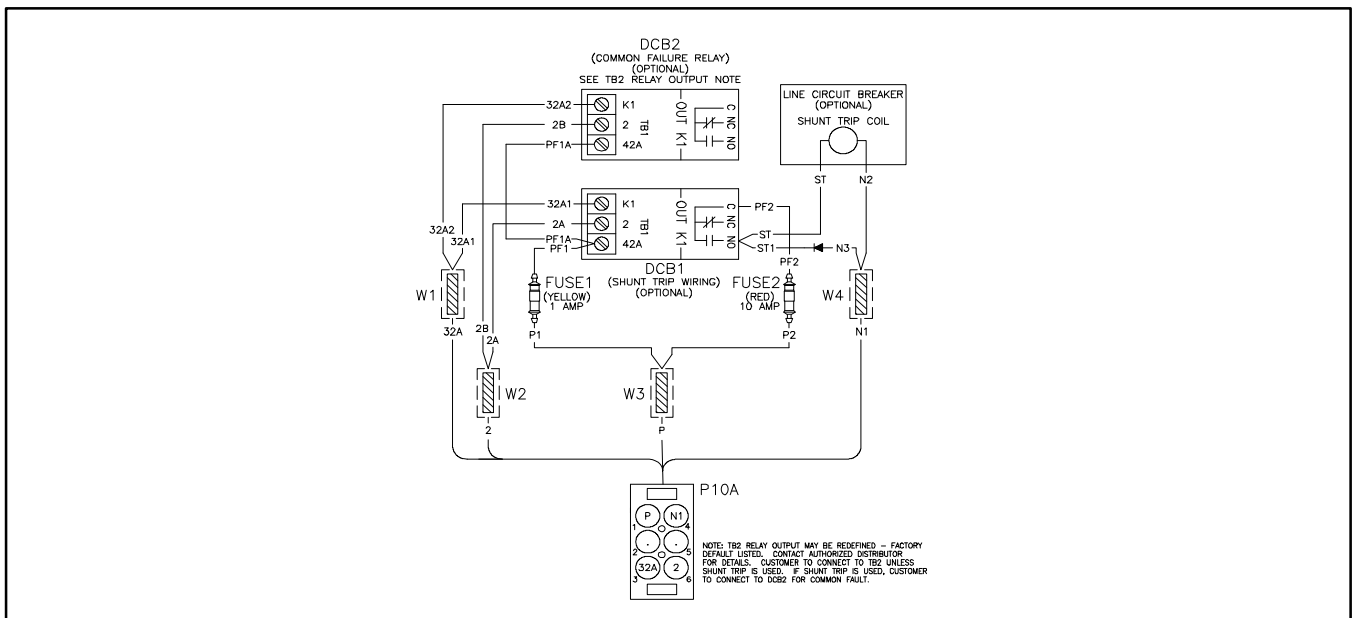 DCB2
(COMMON FAILURE RELAY)
(OPTIONAL)
SEE TB2 RELAY OUTPUT NOTE
32A2
K1
2B
2
PF1A
42A
TB1
OUT K1
C
NC
NO
LINE CIRCUIT BREAKER
(OPTIONAL)
SHUNT TRIP COIL
ST
N2
32A1
K1
2A
2
PF1A
PF1
42A
TB1
OUT K1
C
NC
NO
PF2
ST
ST1
N3
PF2
32A2
32A1
DCB1
(SHUNT TRIP WIRING)
(OPTIONAL)
FUSE1
(YELLOW)
1 AMP
FUSE2
(RED)
10 AMP
W1
W4
32A
2B
2A
P1
P2
N1
W2
W3
2
P
P10A
P
N1
1
4
.
.
2
5
32A
2
3
6
NOTE: TB2 RELAY OUTPUT MAY BE REDEFINED – FACTORY
DEFAULT LISTED. CONTACT AUTHORIZED DISTRIBUTOR
FOR DETAILS. CUSTOMER TO CONNECT TO TB2 UNLESS
SHUNT TRIP IS USED. IF SHUNT TRIP IS USED, CUSTOMER
TO CONNECT TO DCB2 FOR COMMON FAULT.